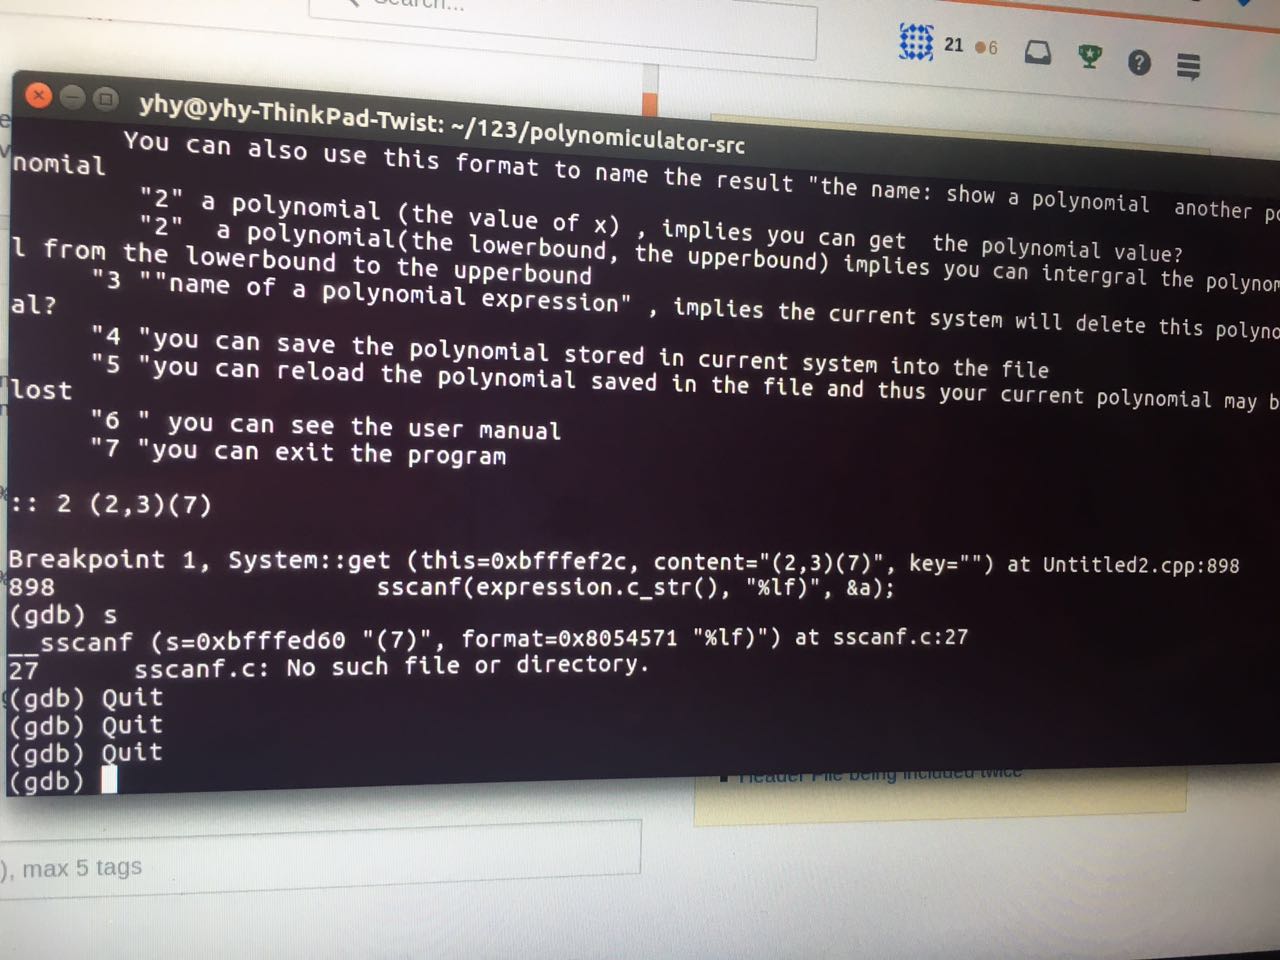 Search...
21 6
yhy@yhy-ThinkPad-Twist: ~/123/polynomiculator-src
You can also use this format to name the result "the name: show a polynomial another po
nomial
"2" a polynomial (the value of x) , implies you can get the polynomial value?
"2" a polynomial(the lowerbound, the upperbound) implies you can intergral the polynom
l from the lowerbound to the upperbound
"3 ""name of a polynomial expression" , implies the current system will delete this polyno
al?
"4 "you can save the polynomial stored in current system into the file
"5 "you can reload the polynomial saved in the file and thus your current polynomial may b
lost
"6 " you can see the user manual
"7 "you can exit the program
:: 2 (2,3)(7)
Breakpoint 1, System::get (this=0xbfffef2c, content="(2,3)(7)", key="") at Untitled2.cpp:898
898 sscanf(expression.c_str(), "%lf)", &a);
(gdb) s
__sscanf (s=0xbfffed60 "(7)", format=0x8054571 "%lf)") at sscanf.c:27
27 sscanf.c: No such file or directory.
(gdb) Quit
(gdb) Quit
(gdb) Quit
(gdb)
Header File being included twice
), max 5 tags